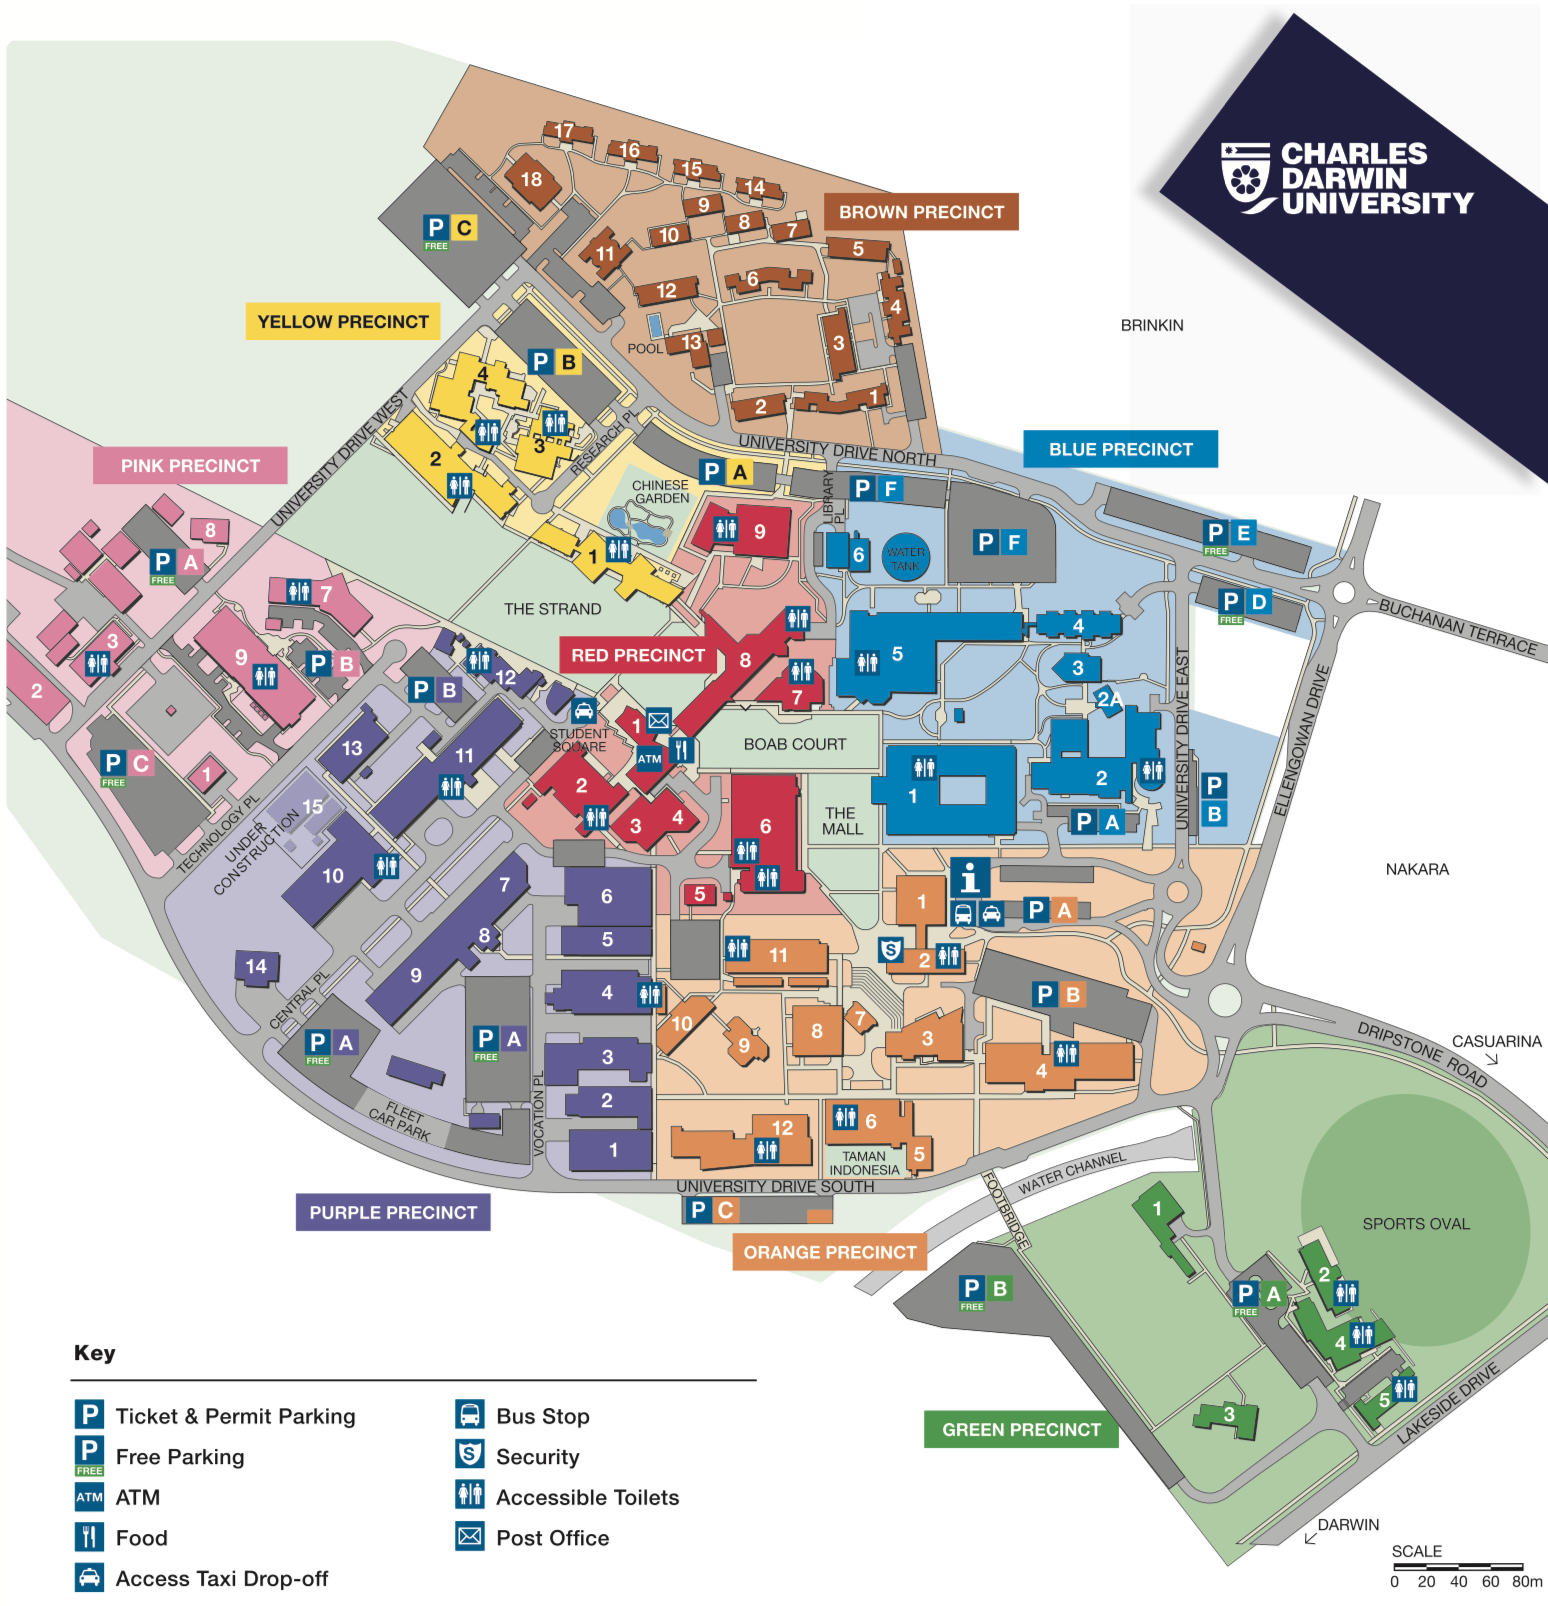 CHARLES
DARWIN
UNIVERSITY
BROWN PRECINCT
17
16
15
14
18
9
8
7
10
11
5
6
12
4
3
13
POOL
2
1
P C
FREE
BRINKIN
YELLOW PRECINCT
P B
4
3
2
1
RESEARCH PL
UNIVERSITY DRIVE WEST
UNIVERSITY DRIVE NORTH
P A
CHINESE
GARDEN
THE STRAND
BLUE PRECINCT
LIBRARY
PL
P F
P F
P E
FREE
P D
FREE
6
WATER
TANK
5
4
3
2A
2
1
P A
P
B
UNIVERSITY DRIVE EAST
ELLENGOWAN DRIVE
BUCHANAN TERRACE
PINK PRECINCT
8
P A
FREE
7
3
9
P B
2
P C
FREE
1
TECHNOLOGY PL
RED PRECINCT
9
8
7
1
ATM
STUDENT
SQUARE
2
3
4
6
5
BOAB COURT
THE
MALL
NAKARA
P B
12
13
11
15
UNDER
CONSTRUCTION
10
7
8
9
14
6
5
4
3
2
1
CENTRAL PL
P A
FREE
P A
FREE
FLEET
CAR PARK
VOCATION PL
PURPLE PRECINCT
i
1
P A
S
2
11
P B
10
9
8
7
3
4
12
6
5
TAMAN
INDONESIA
UNIVERSITY DRIVE SOUTH
P C
ORANGE PRECINCT
DRIPSTONE ROAD
CASUARINA
WATER CHANNEL
FOOTBRIDGE
P B
FREE
1
SPORTS OVAL
2
P A
FREE
4
5
3
GREEN PRECINCT
LAKESIDE DRIVE
DARWIN
Key
P Ticket & Permit Parking
P FREE Free Parking
ATM ATM
Food
Access Taxi Drop-off
Bus Stop
S Security
Accessible Toilets
Post Office
SCALE
0 20 40 60 80m